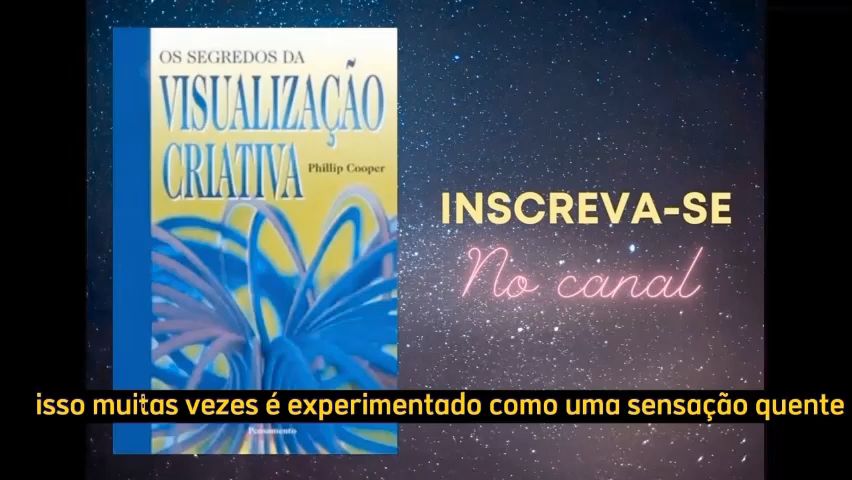 OS SEGREDOS DA
VISUALIZAÇÃO
CRIATIVA
Phillip Cooper
INSCREVA-SE
No canal
isso muitas vezes é experimentado como uma sensação quente
Pensamento